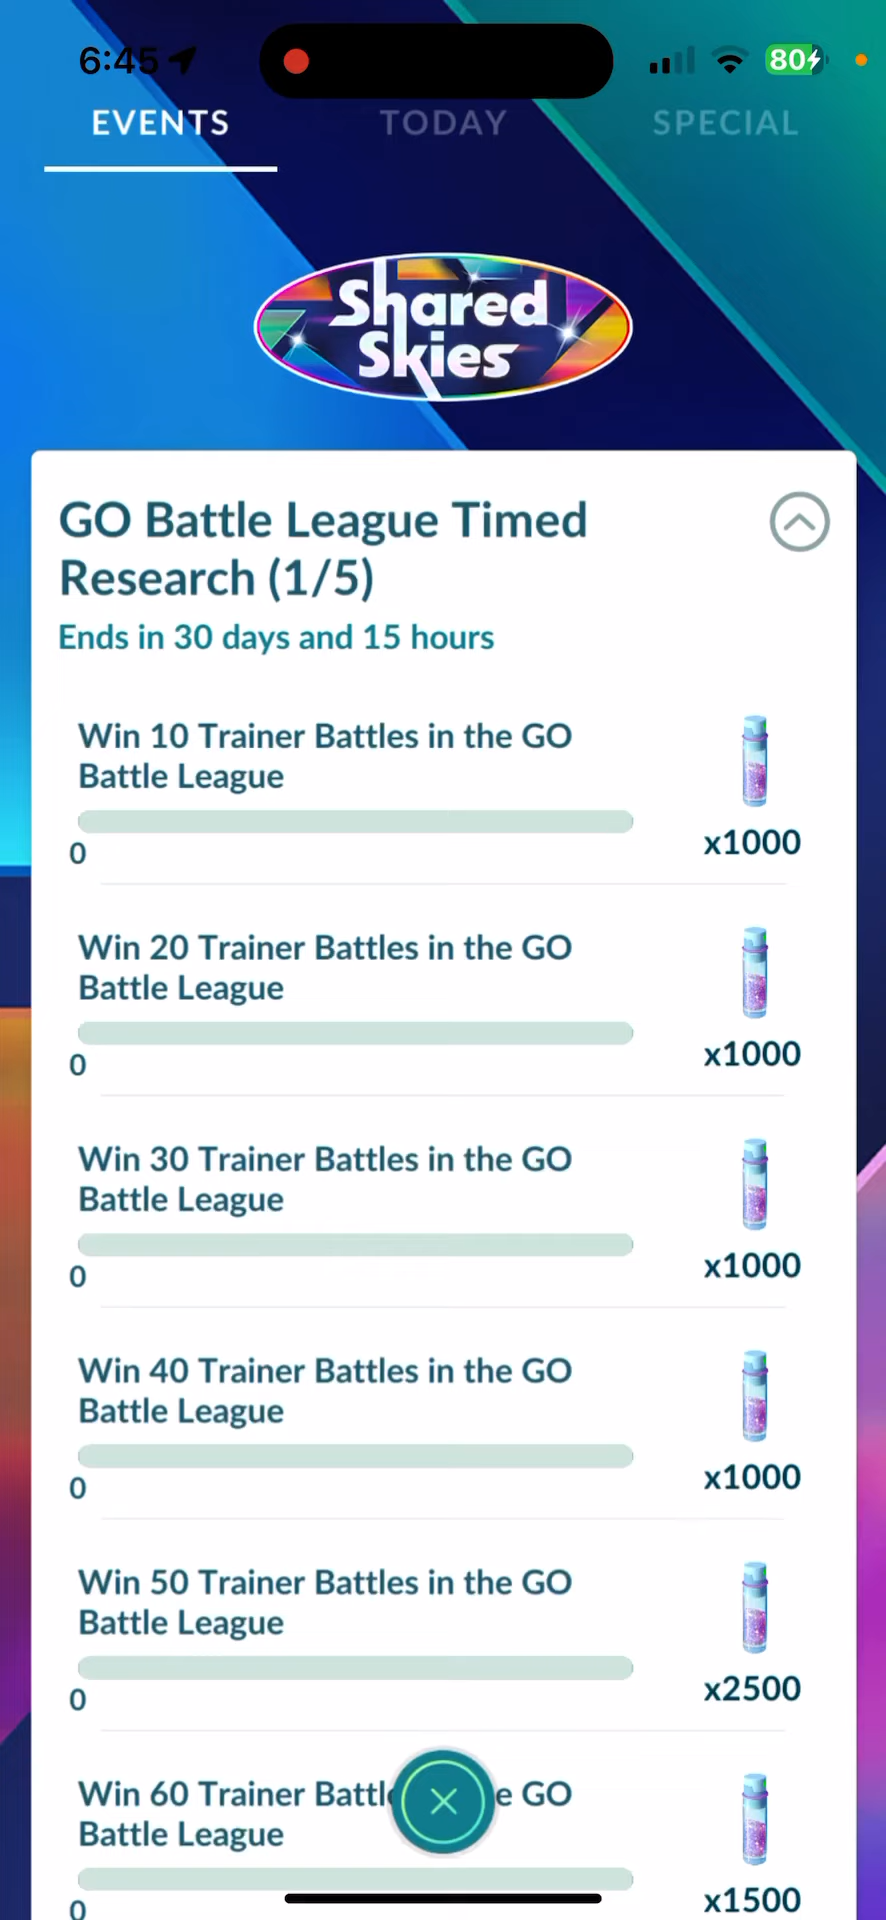 6:45
80
EVENTS
TODAY
SPECIAL
Shared
Skies
GO Battle League Timed
Research (1/5)
Ends in 30 days and 15 hours
Win 10 Trainer Battles in the GO
Battle League
0
x1000
Win 20 Trainer Battles in the GO
Battle League
0
x1000
Win 30 Trainer Battles in the GO
Battle League
0
x1000
Win 40 Trainer Battles in the GO
Battle League
0
x1000
Win 50 Trainer Battles in the GO
Battle League
0
x2500
Win 60 Trainer Battl e GO
Battle League
0
x1500